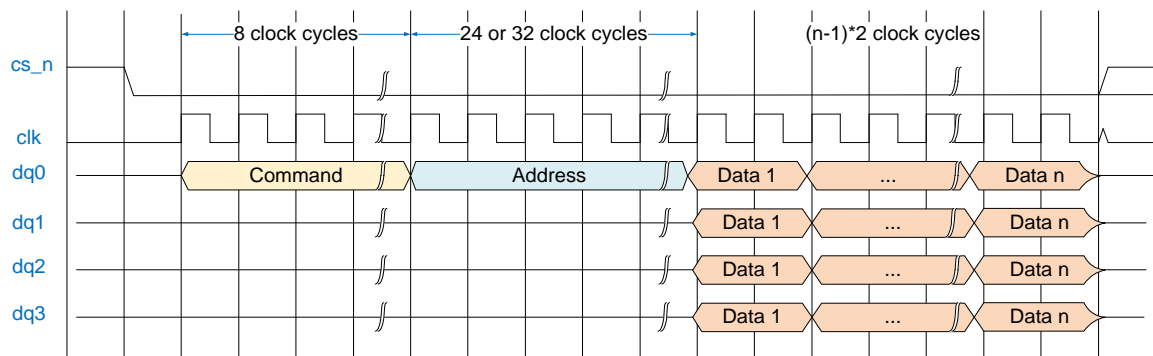 8 clock cycles 24 or 32 clock cycles (n-1)*2 clock cycles
cs_n
clk
dq0 Command Address Data 1 ... Data n
dq1 Data 1 ... Data n
dq2 Data 1 ... Data n
dq3 Data 1 ... Data n